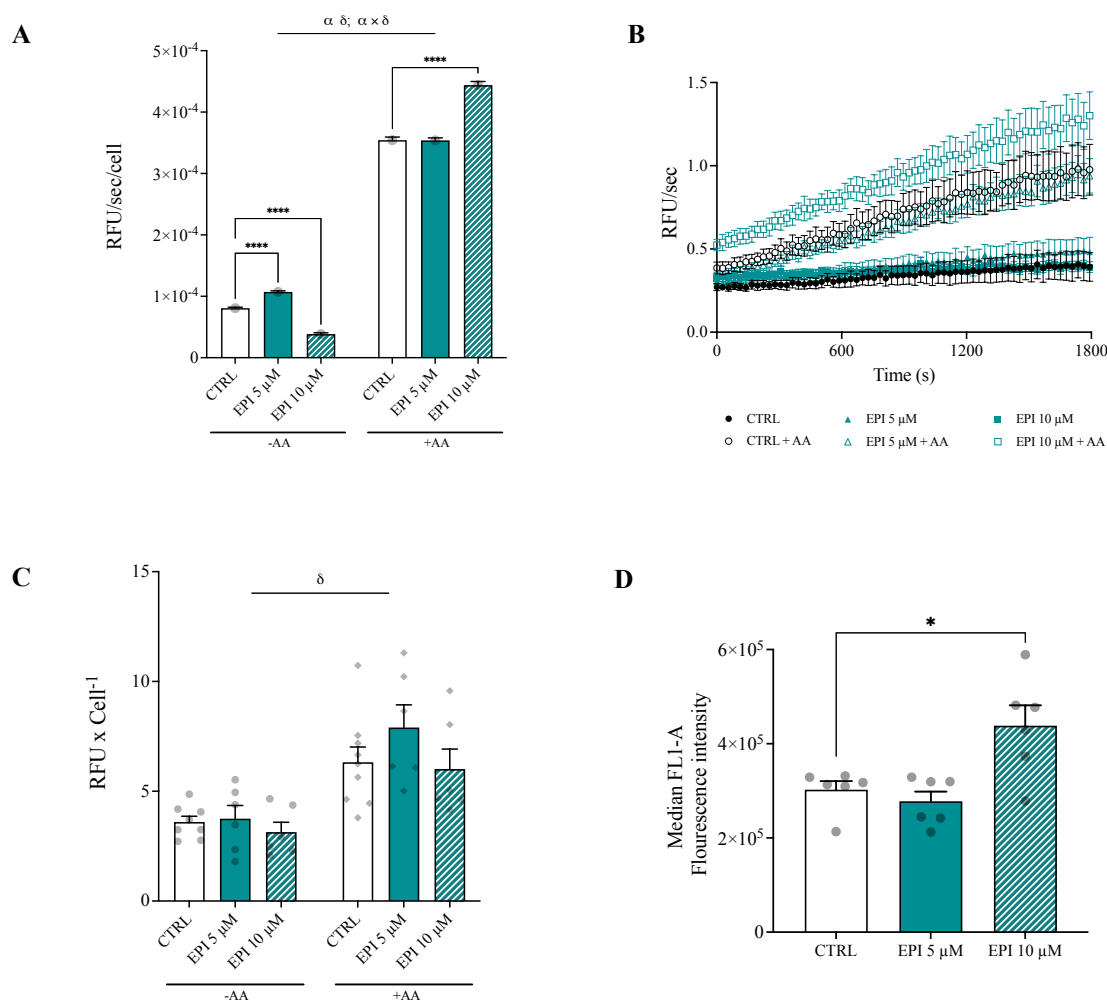 A
α δ; α × δ
RFU/sec/cell
5×10⁻⁴
4×10⁻⁴
3×10⁻⁴
2×10⁻⁴
1×10⁻⁴
0
****
****
****
CTRL
EPI 5 µM
EPI 10 µM
CTRL
EPI 5 µM
EPI 10 µM
-AA
+AA
B
RFU/sec
1.5
1.0
0.5
0.0
0
600
1200
1800
Time (s)
CTRL
EPI 5 µM
EPI 10 µM
CTRL + AA
EPI 5 µM + AA
EPI 10 µM + AA
C
δ
RFU x Cell⁻¹
15
10
5
0
CTRL
EPI 5 µM
EPI 10 µM
CTRL
EPI 5 µM
EPI 10 µM
-AA
+AA
D
*
Median FL1-A
Flourescence intensity
6×10⁵
4×10⁵
2×10⁵
0
CTRL
EPI 5 µM
EPI 10 µM